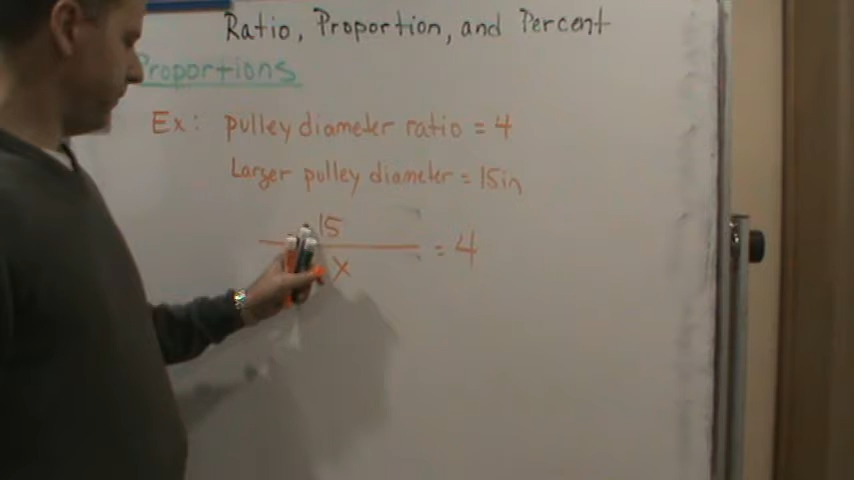 Ratio, Proportion, and Percent
Proportions
Ex: pulley diameter ratio = 4
Larger pulley diameter = 15in
15
x
= 4